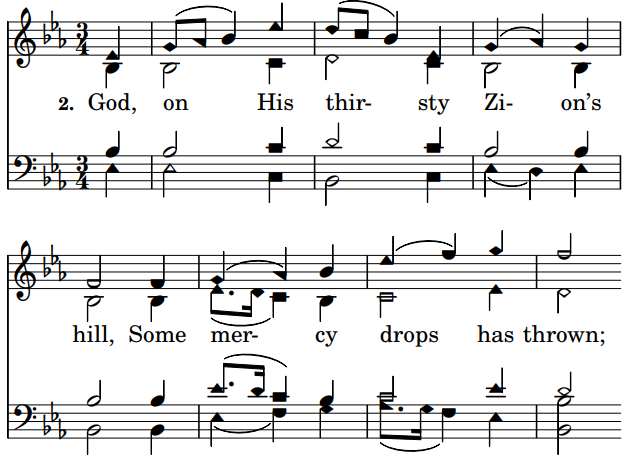 2. God, on His thir- sty Zi- on's
hill, Some mer- cy drops has thrown;